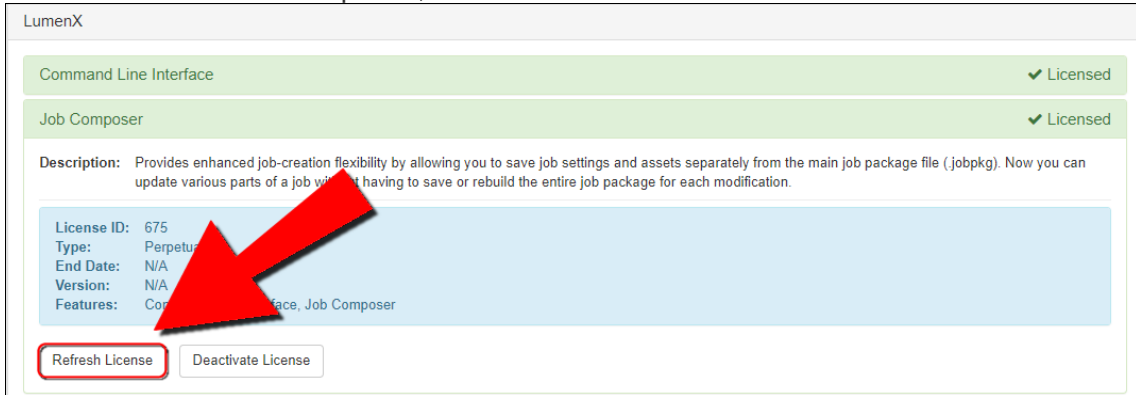 LumenX
Command Line Interface ✔ Licensed
Job Composer ✔ Licensed
Description: Provides enhanced job-creation flexibility by allowing you to save job settings and assets separately from the main job package file (.jobpkg). Now you can
update various parts of a job having to save or rebuild the entire job package for each modification.
License ID: 675
Type:
End Date: N/A
Version: N/A
Features: Job Composer
Refresh License Deactivate License